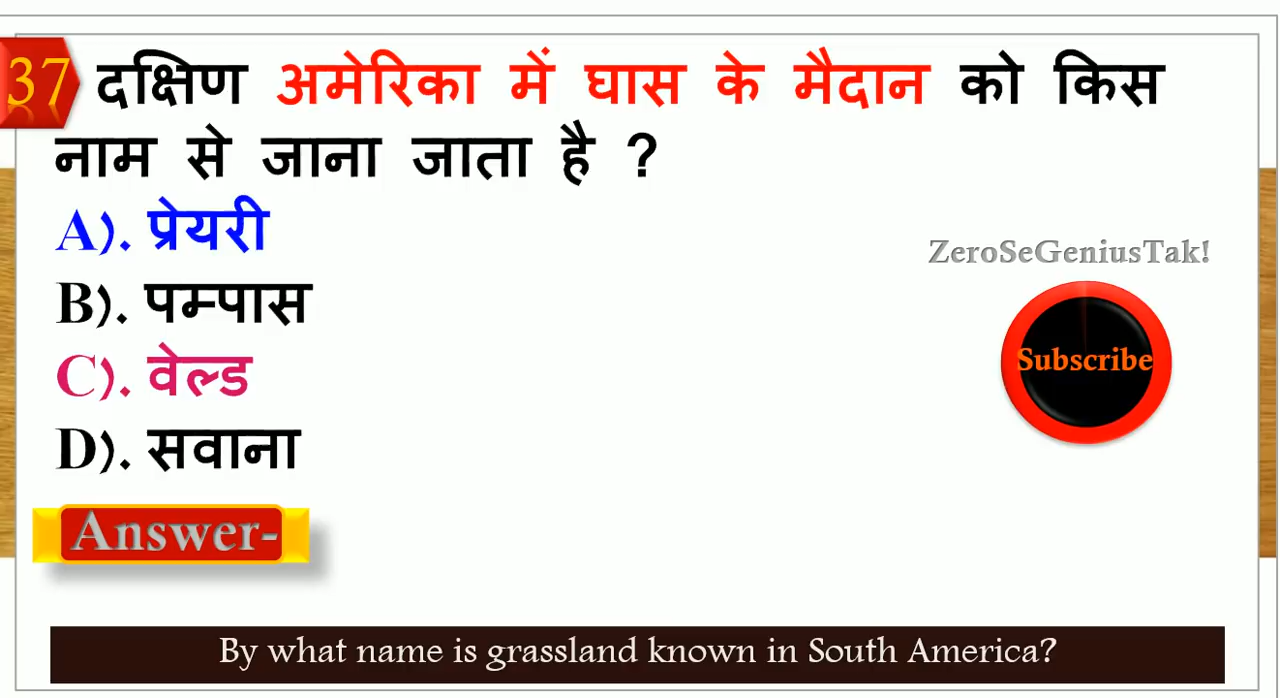 37 दक्षिण अमेरिका में घास के मैदान को किस
नाम से जाना जाता है ?
A). प्रेयरी
B). पम्पास
C). वेल्ड
D). सवाना
ZeroSeGeniusTak!
Subscribe
Answer-
By what name is grassland known in South America?